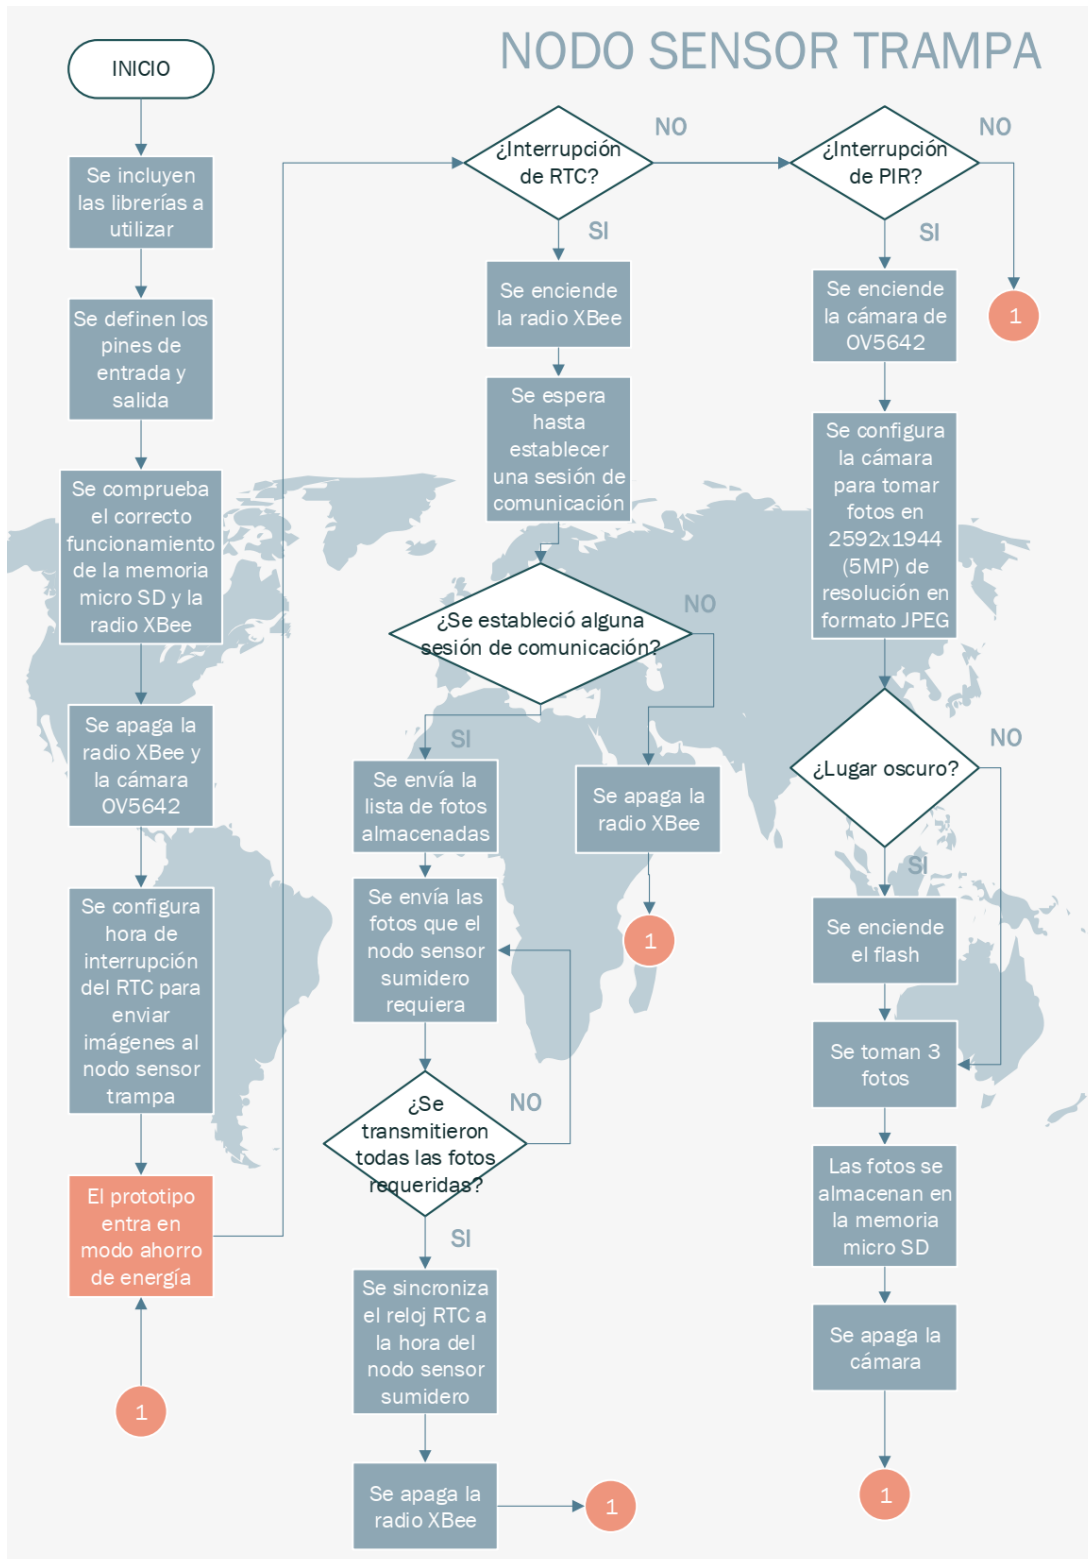 NODO SENSOR TRAMPA
INICIO
Se incluyen
las librerías a
utilizar
Se definen los
pines de
entrada y
salida
Se comprueba
el correcto
funcionamiento
de la memoria
micro SD y la
radio XBee
Se apaga la
radio XBee y
la cámara
OV5642
Se configura
hora de
interrupción
del RTC para
enviar
imágenes al
nodo sensor
trampa
El prototipo
entra en
modo ahorro
de energía
1
¿Interrupción
de RTC?
NO
SI
Se enciende
la radio XBee
Se espera
hasta
establecer
una sesión de
comunicación
¿Se estableció alguna
sesión de comunicación?
NO
SI
Se envía la
lista de fotos
almacenadas
Se apaga la
radio XBee
1
Se envía las
fotos que el
nodo sensor
sumidero
requiera
¿Se
transmitieron
todas las fotos
requeridas?
NO
SI
Se sincroniza
el reloj RTC a
la hora del
nodo sensor
sumidero
Se apaga la
radio XBee
1
¿Interrupción
de PIR?
NO
1
SI
Se enciende
la cámara de
OV5642
Se configura
la cámara
para tomar
fotos en
2592x1944
(5MP) de
resolución en
formato JPEG
¿Lugar oscuro?
NO
SI
Se enciende
el flash
Se toman 3
fotos
Las fotos se
almacenan en
la memoria
micro SD
Se apaga la
cámara
1